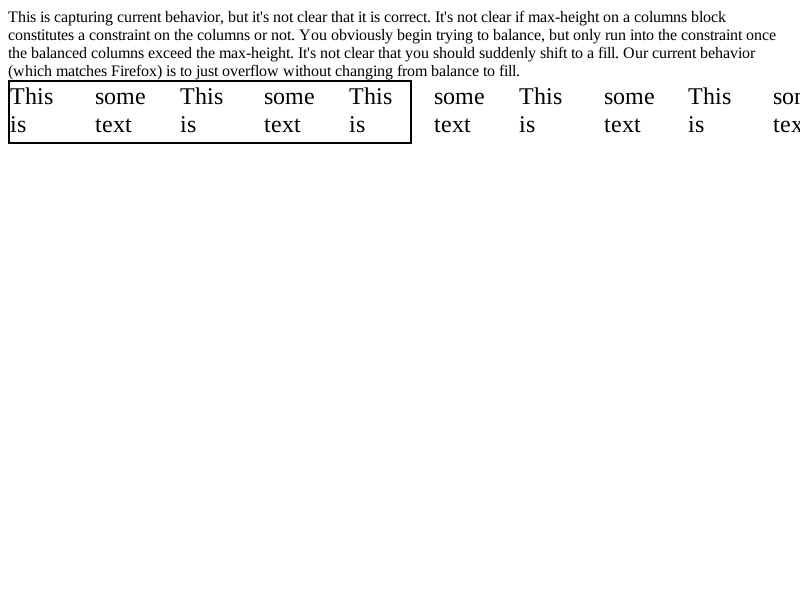 This is capturing current behavior, but it's not clear that it is correct. It's not clear if max-height on a columns block
constitutes a constraint on the columns or not. You obviously begin trying to balance, but only run into the constraint once
the balanced columns exceed the max-height. It's not clear that you should suddenly shift to a fill. Our current behavior
(which matches Firefox) is to just overflow without changing from balance to fill.
This some This some This some This some This
is text is text is text is text is